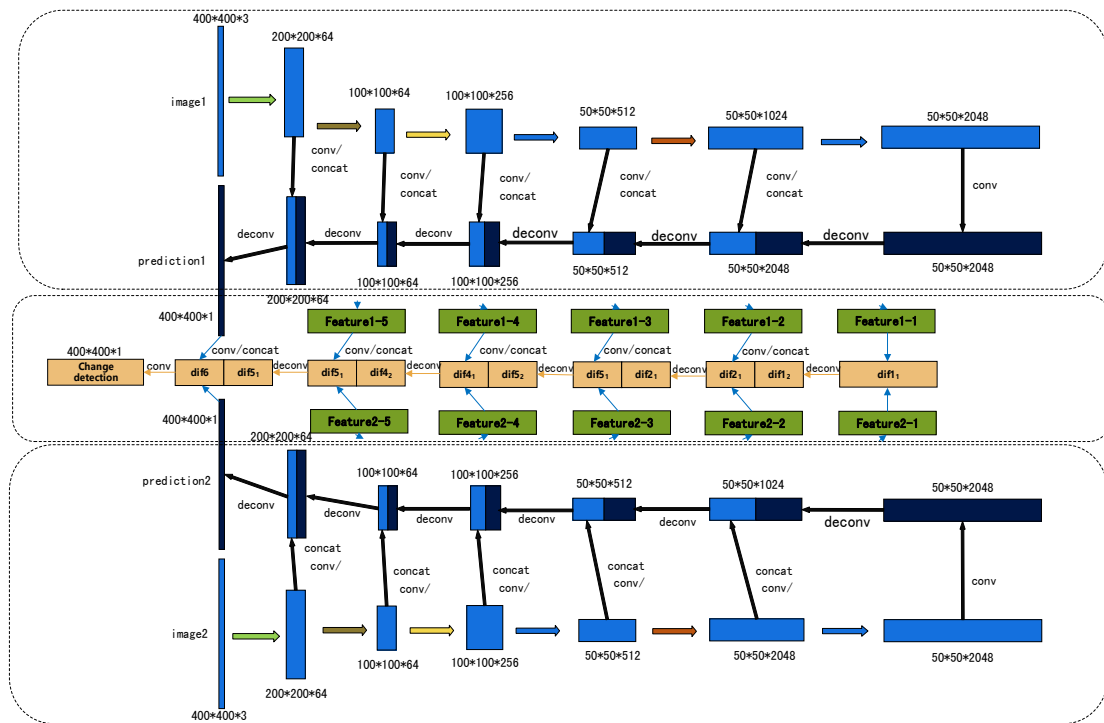 400*400*3
200*200*64
100*100*64
100*100*256
50*50*512
50*50*1024
50*50*2048
image1
conv/
concat
conv/
concat
conv/
concat
conv/
concat
conv/
concat
conv
deconv
deconv
deconv
deconv
deconv
deconv
prediction1
200*200*64
100*100*64
100*100*256
50*50*512
50*50*2048
50*50*2048
400*400*1
Feature1-5
Feature1-4
Feature1-3
Feature1-2
Feature1-1
conv/concat
conv/concat
conv/concat
conv/concat
conv/concat
400*400*1
Change
detection
conv
dif6
dif5₁
deconv
dif5₁
dif4₂
deconv
dif4₁
dif5₂
deconv
dif5₁
dif2₁
deconv
dif2₁
dif1₂
deconv
dif1₁
400*400*1
Feature2-5
Feature2-4
Feature2-3
Feature2-2
Feature2-1
200*200*64
100*100*64
100*100*256
50*50*512
50*50*1024
50*50*2048
prediction2
deconv
deconv
deconv
deconv
deconv
deconv
concat
conv/
concat
conv/
concat
conv/
concat
conv/
concat
conv/
conv
image2
200*200*64
100*100*64
100*100*256
50*50*512
50*50*2048
50*50*2048
400*400*3